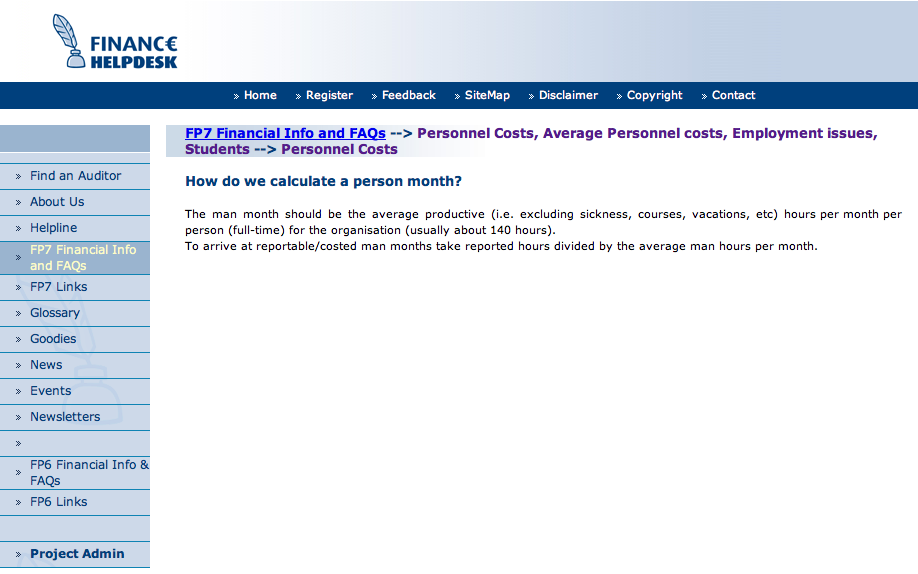 FINANC€
HELPDESK
» Home » Register » Feedback » SiteMap » Disclaimer » Copyright » Contact
» Find an Auditor
» About Us
» Helpline
» FP7 Financial Info
and FAQs
» FP7 Links
» Glossary
» Goodies
» News
» Events
» Newsletters
»
» FP6 Financial Info &
FAQs
» FP6 Links
» Project Admin
FP7 Financial Info and FAQs --> Personnel Costs, Average Personnel costs, Employment issues,
Students --> Personnel Costs
How do we calculate a person month?
The man month should be the average productive (i.e. excluding sickness, courses, vacations, etc) hours per month per
person (full-time) for the organisation (usually about 140 hours).
To arrive at reportable/costed man months take reported hours divided by the average man hours per month.